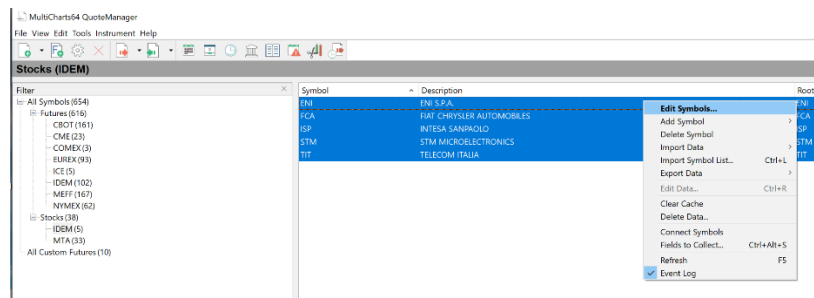 MultiCharts64 QuoteManager
File View Edit Tools Instrument Help
Stocks (IDEM)
Filter
All Symbols (654)
Futures (616)
CBOT (161)
CME (23)
COMEX (3)
EUREX (93)
ICE (5)
IDEM (102)
MEFF (167)
NYMEX (62)
Stocks (38)
IDEM (5)
MTA (33)
All Custom Futures (10)
Symbol Description Root
ENI ENI S.P.A. ENI
FCA FIAT CHRYSLER AUTOMOBILES FCA
ISP INTESA SANPAOLO ISP
STM STM MICROELECTRONICS STM
TIT TELECOM ITALIA TIT
Edit Symbols...
Add Symbol
Delete Symbol
Import Data
Import Symbol List... Ctrl+L
Export Data
Edit Data... Ctrl+R
Clear Cache
Delete Data...
Connect Symbols
Fields to Collect... Ctrl+Alt+S
Refresh F5
Event Log